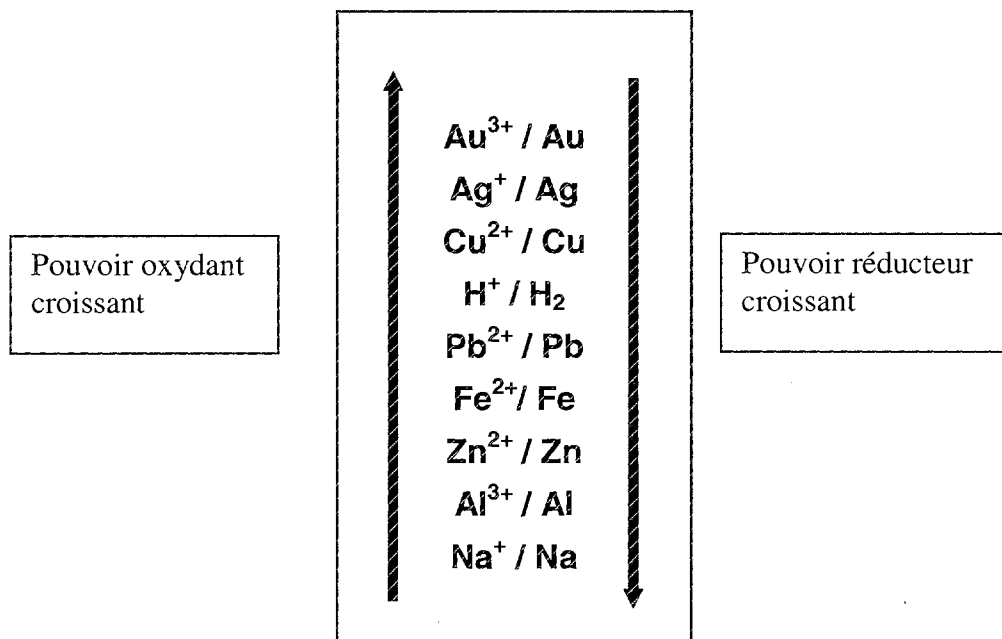 Au³⁺ / Au
Ag⁺ / Ag
Cu²⁺ / Cu
H⁺ / H₂
Pb²⁺ / Pb
Fe²⁺/ Fe
Zn²⁺ / Zn
Al³⁺ / Al
Na⁺ / Na
Pouvoir oxydant
croissant
Pouvoir réducteur
croissant